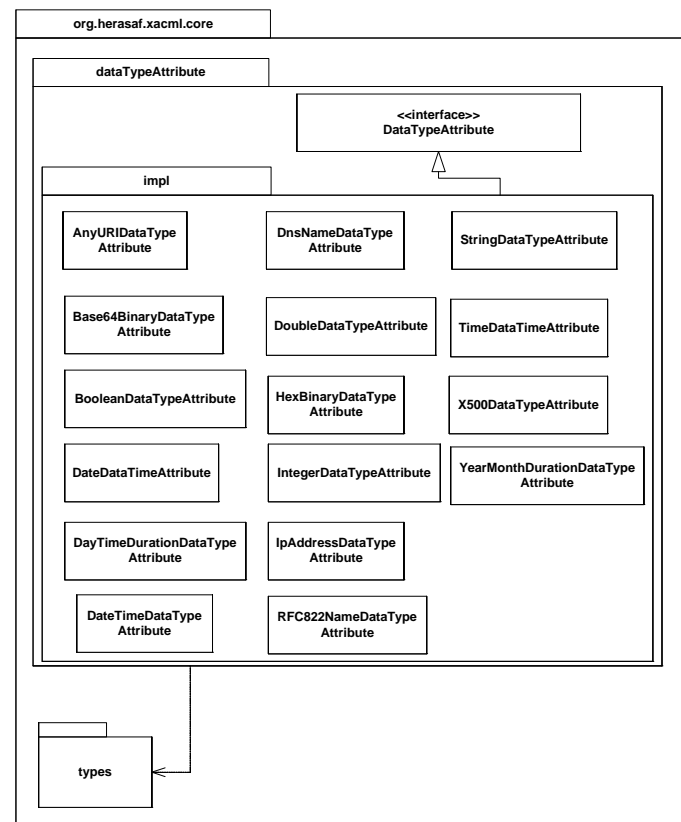 org.herasaf.xacml.core
dataTypeAttribute
<<interface>>
DataTypeAttribute
impl
AnyURIDataType
Attribute
DnsNameDataType
Attribute
StringDataTypeAttribute
Base64BinaryDataType
Attribute
DoubleDataTypeAttribute
TimeDataTimeAttribute
BooleanDataTypeAttribute
HexBinaryDataType
Attribute
X500DataTypeAttribute
DateDataTimeAttribute
IntegerDataTypeAttribute
YearMonthDurationDataType
Attribute
DayTimeDurationDataType
Attribute
IpAddressDataType
Attribute
DateTimeDataType
Attribute
RFC822NameDataType
Attribute
types